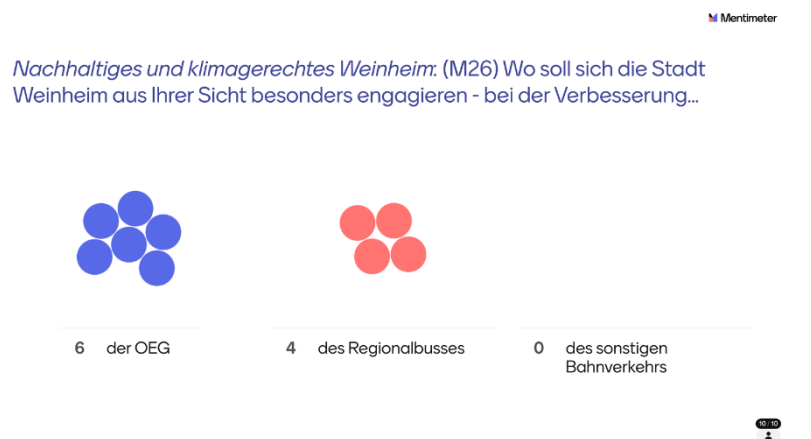 Mentimeter
Nachhaltiges und klimagerechtes Weinheim: (M26) Wo soll sich die Stadt
Weinheim aus Ihrer Sicht besonders engagieren - bei der Verbesserung...
6 der OEG
4 des Regionalbusses
0 des sonstigen
Bahnverkehrs
10 / 10